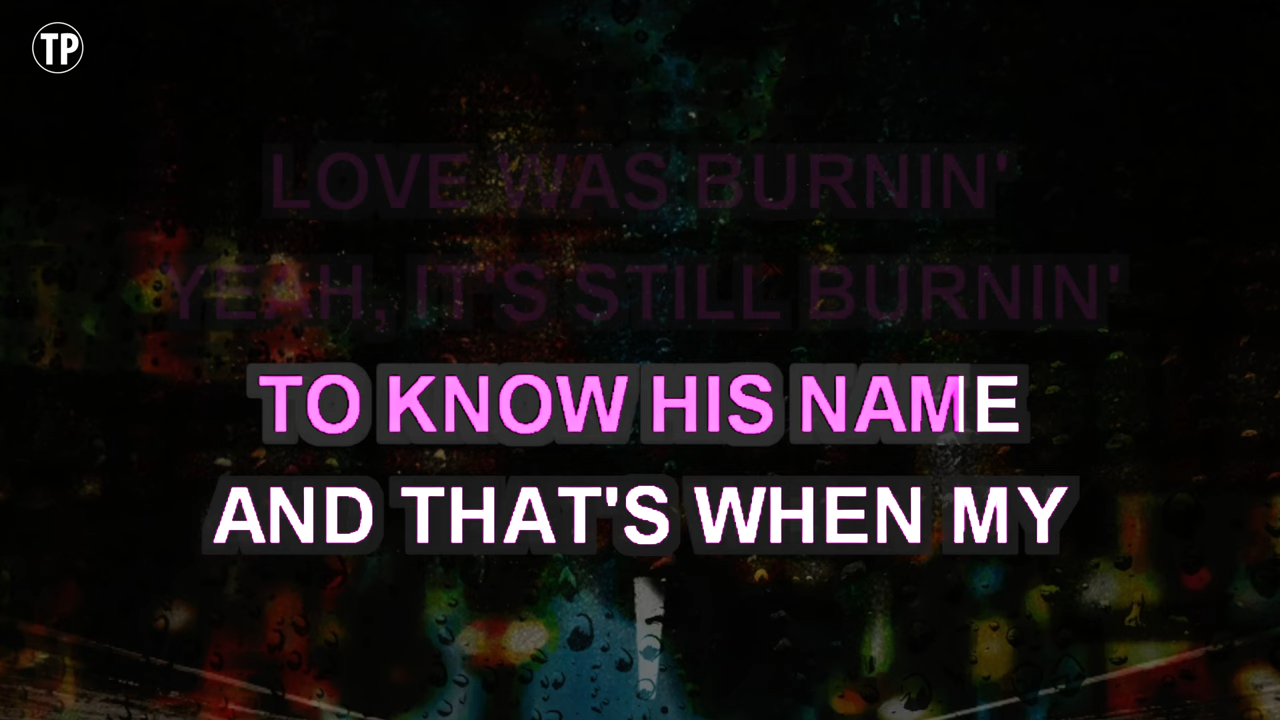 TP
LOVE WAS BURNIN'
YEAH, IT'S STILL BURNIN'
TO KNOW HIS NAME
AND THAT'S WHEN MY